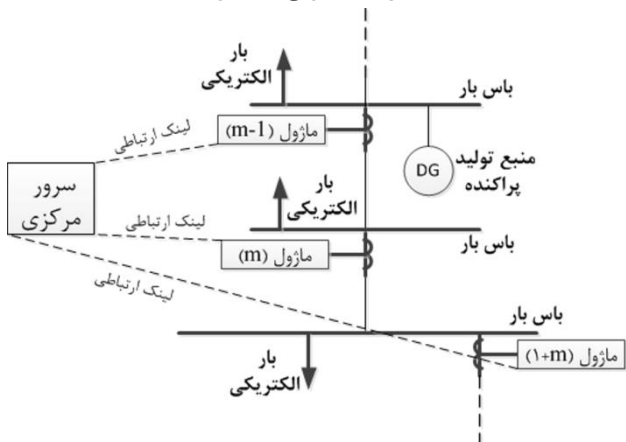 بار
الکتریکی
باس بار
ماژول (m-1)
لینک ارتباطی
DG
منبع تولید
پراکنده
سرور
مرکزی
بار
الکتریکی
لینک ارتباطی
باس بار
ماژول (m)
لینک ارتباطی
باس بار
بار
الکتریکی
ماژول (۱+m)